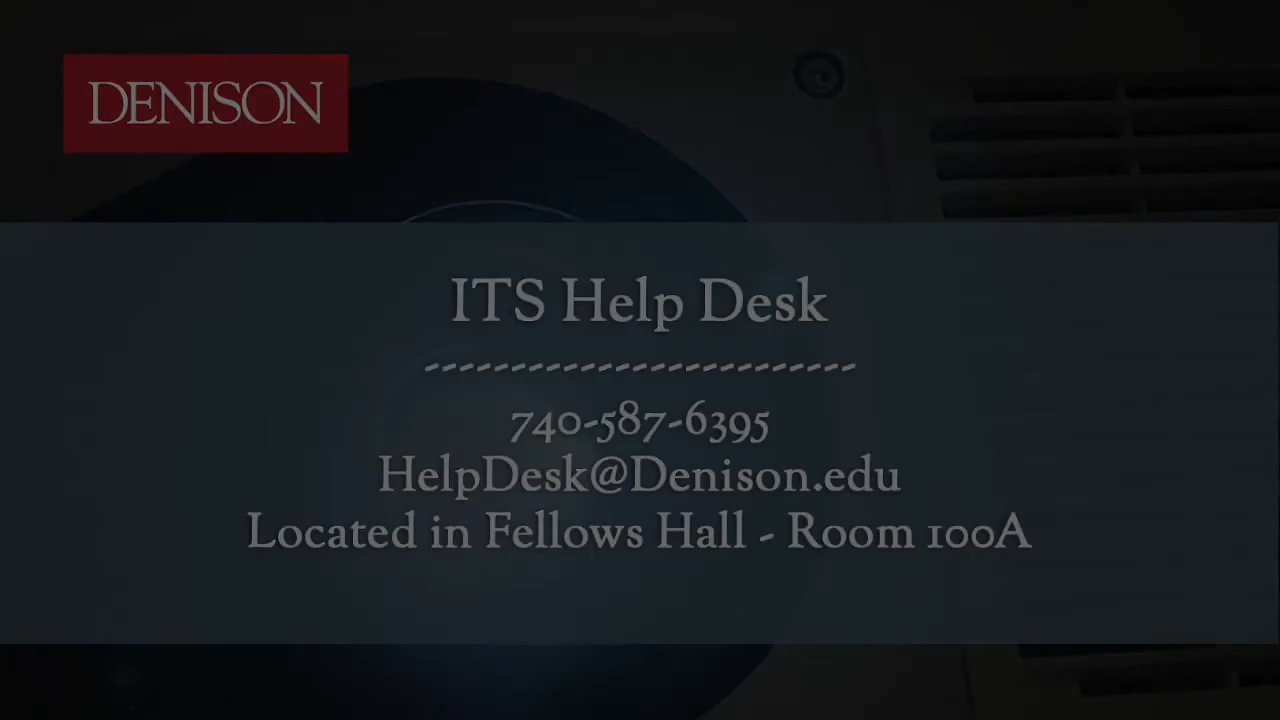 DENISON
ITS Help Desk
-------------------------
740-587-6395
HelpDesk@Denison.edu
Located in Fellows Hall - Room 100A